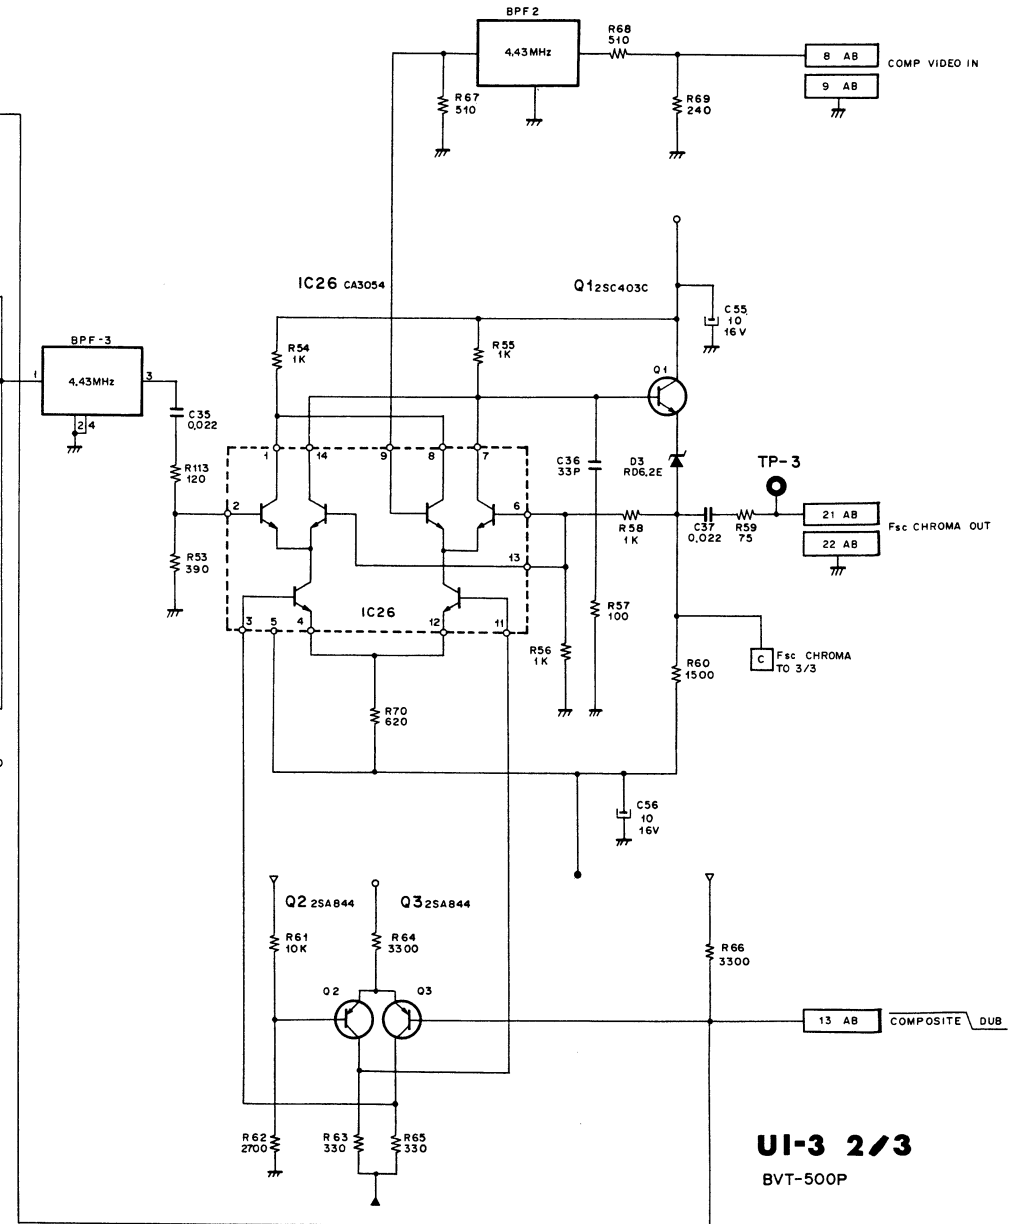 BPF2
4.43MHz
R68
510
8 AB
COMP VIDEO IN
9 AB
R67
510
R69
240
IC26 CA3054
Q1 2SC403C
C55
10
16V
BPF-3
1
4.43MHz
3
2
4
R54
1K
R55
1K
Q1
C35
0,022
R113
120
1
14
9
8
7
C36
33P
D3
RD6,2E
TP-3
2
6
R58
1K
C37
0,022
R59
75
21 AB
Fsc CHROMA OUT
22 AB
R53
390
13
IC26
3
5
4
12
11
R57
100
R56
1K
R60
1500
C
Fsc CHROMA
TO 3/3
R70
620
C56
10
16V
Q2 2SA844
Q3 2SA844
R61
10K
R64
3300
R66
3300
Q2
Q3
13 AB
COMPOSITE DUB
R62
2700
R63
330
R65
330
UI-3 2/3
BVT-500P